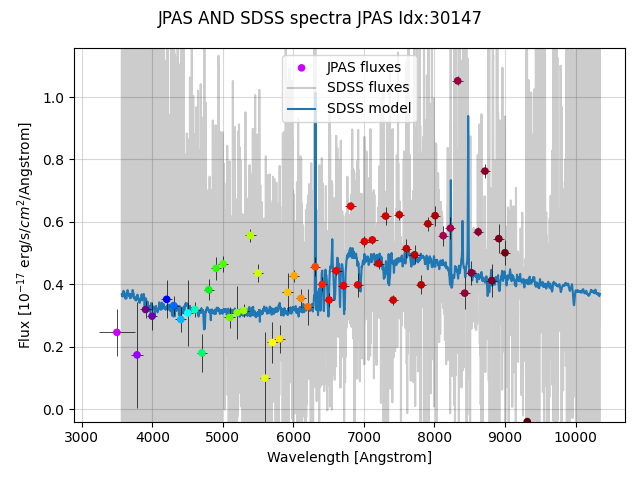 JPAS AND SDSS spectra JPAS Idx:30147
JPAS fluxes
SDSS fluxes
SDSS model
1.0
0.8
0.6
0.4
0.2
0.0
Flux [10⁻¹⁷ erg/s/cm²/Angstrom]
3000 4000 5000 6000 7000 8000 9000 10000
Wavelength [Angstrom]